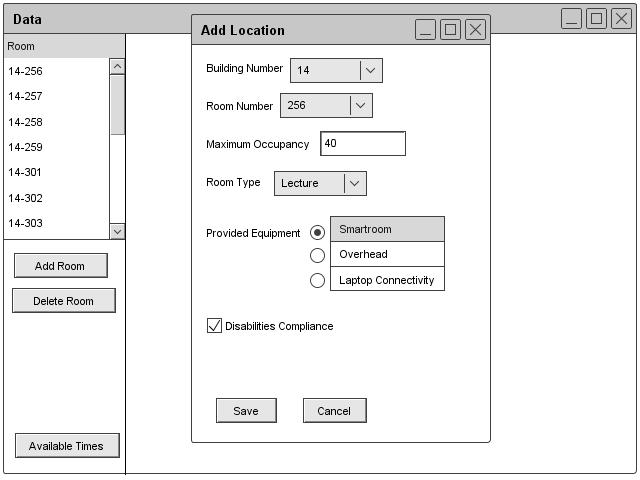 Data
Room
14-256
14-257
14-258
14-259
14-301
14-302
14-303
Add Room
Delete Room
Available Times
Add Location
Building Number 14
Room Number 256
Maximum Occupancy 40
Room Type Lecture
Provided Equipment Smartroom
Overhead
Laptop Connectivity
Disabilities Compliance
Save Cancel